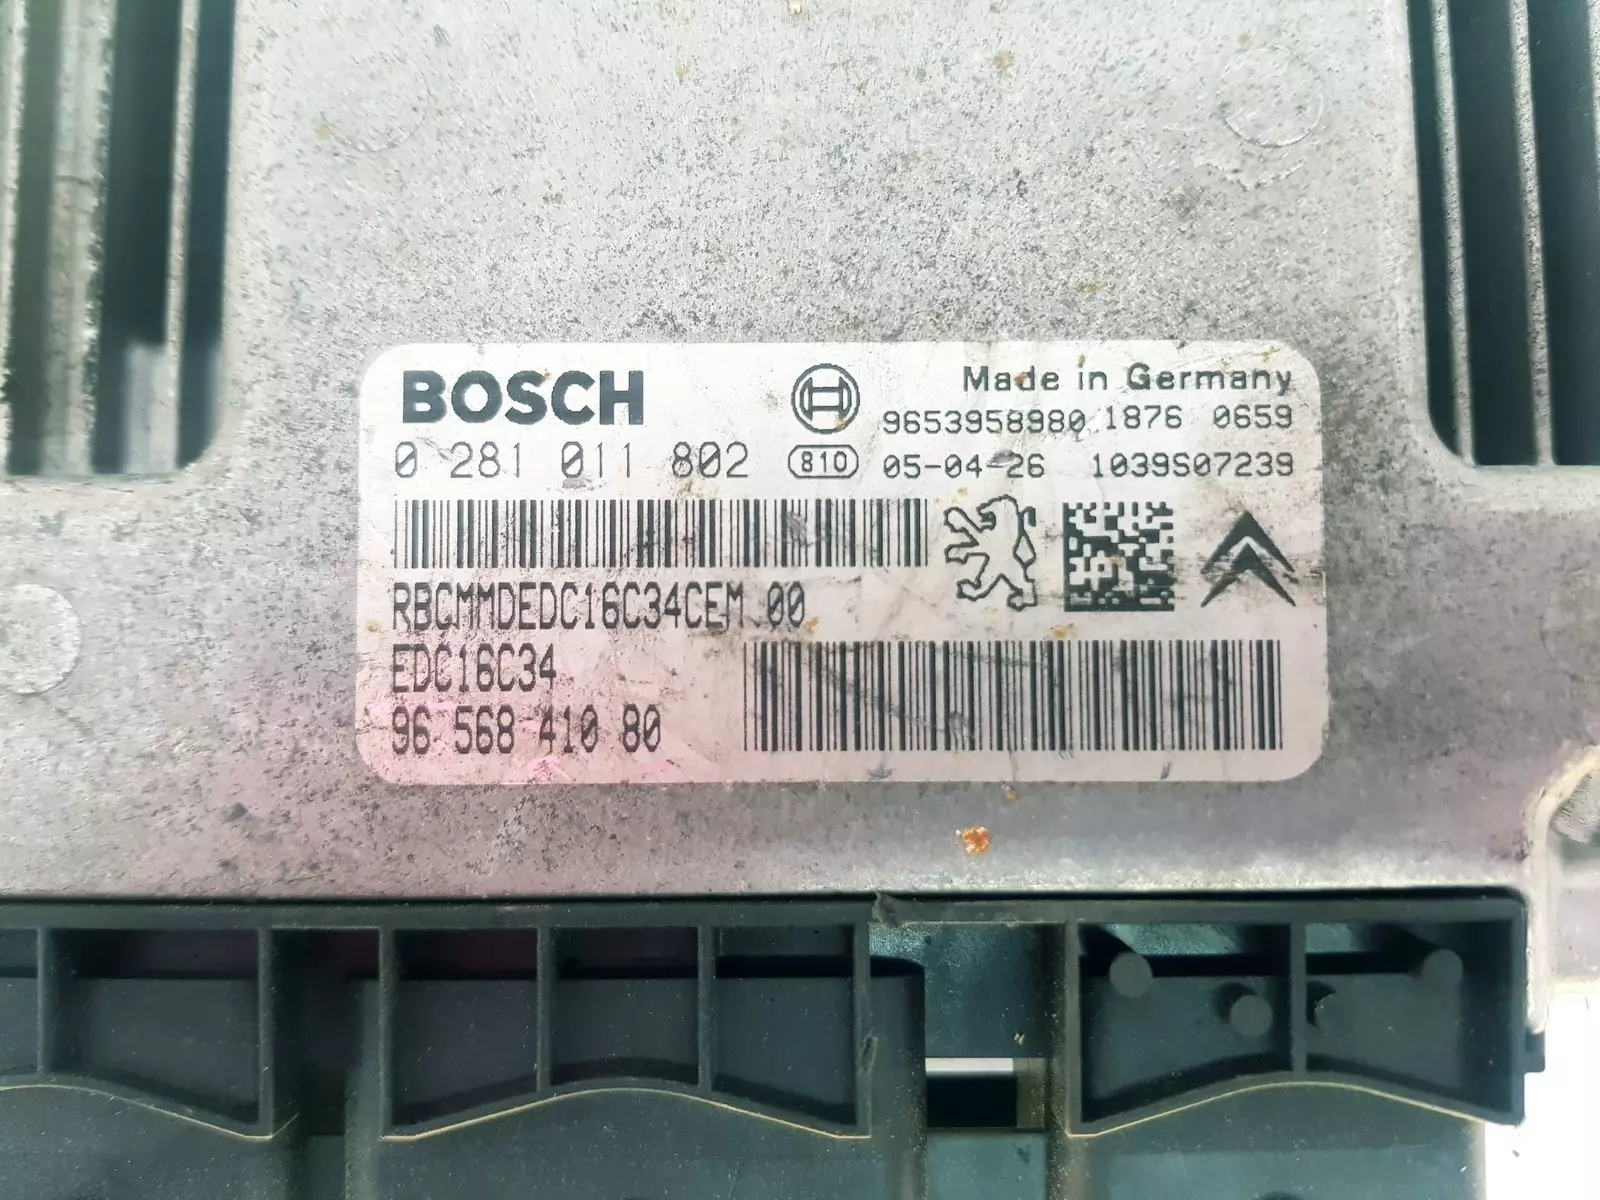 BOSCH
Made in Germany
9653958980 1876 0659
0 281 011 802 810 05-04-26 1039S07239
RBCMMDEDC16C34CEM.00
EDC16C34
96 568 410 80